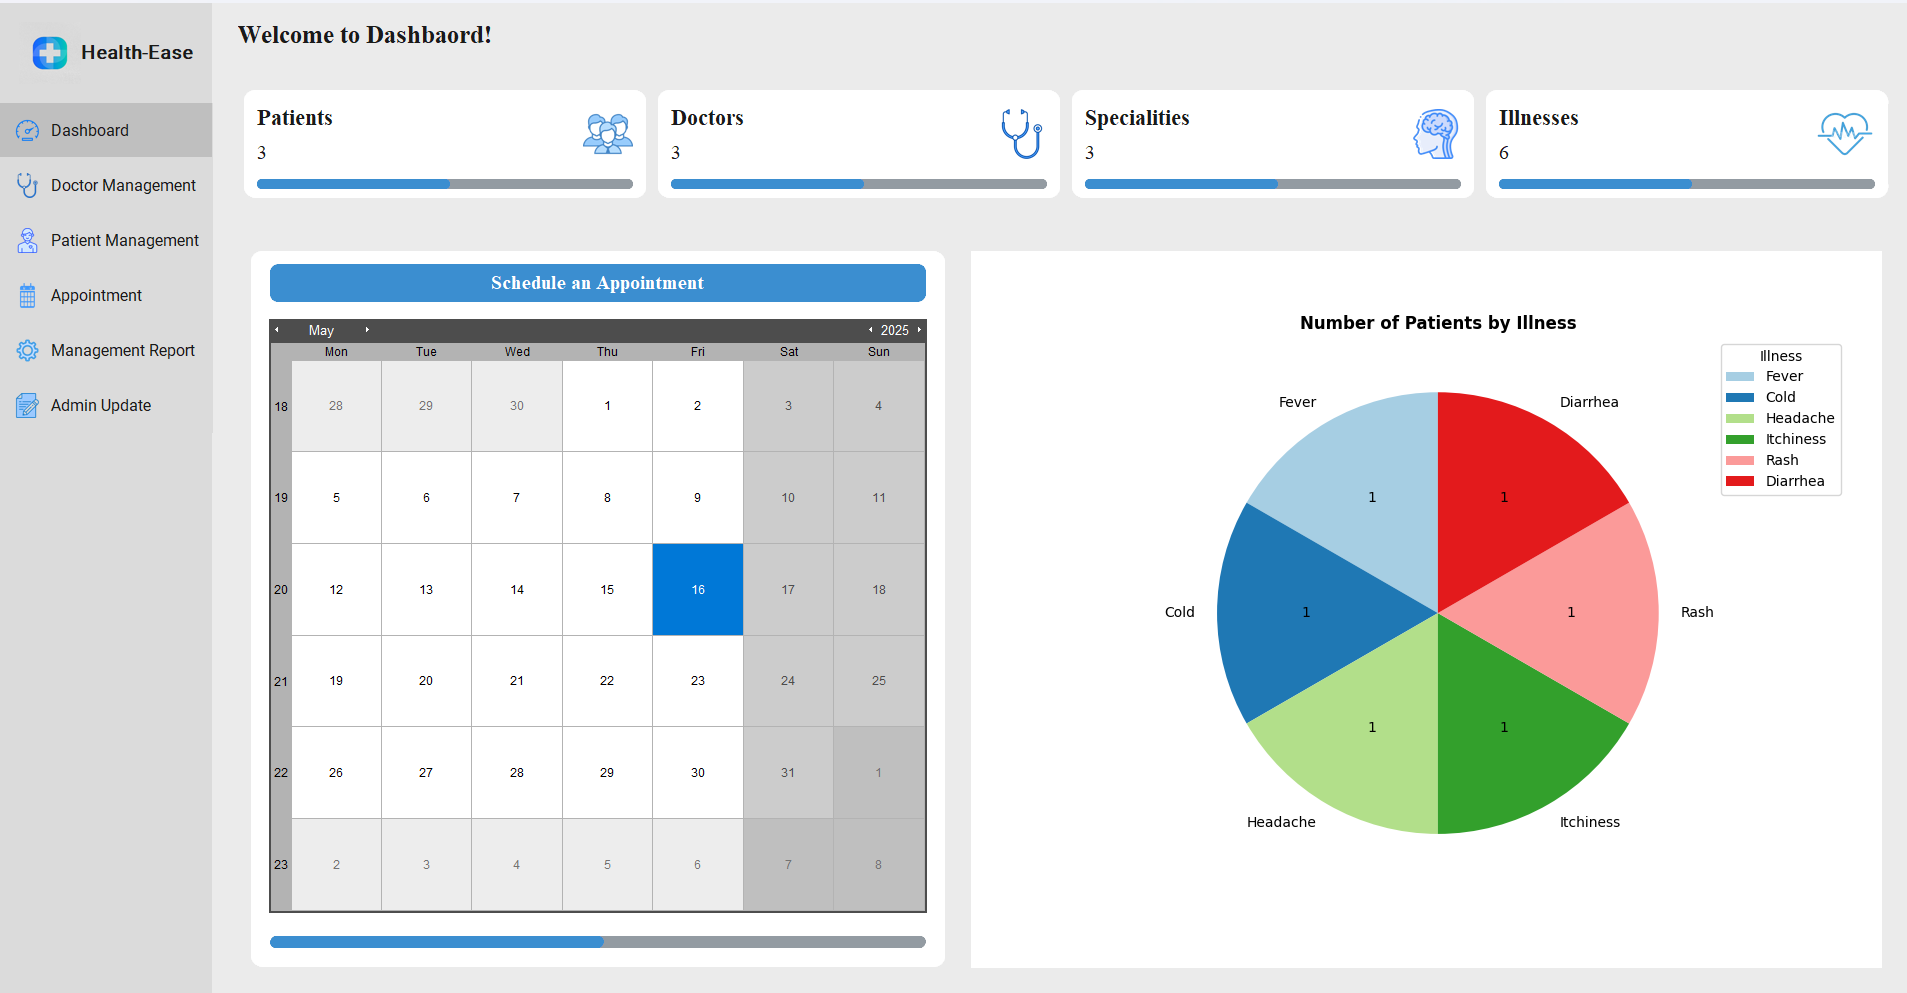 Health-Ease
Dashboard
Doctor Management
Patient Management
Appointment
Management Report
Admin Update
Welcome to Dashbaord!
Patients
3
Doctors
3
Specialities
3
Illnesses
6
Schedule an Appointment
May 2025
Mon Tue Wed Thu Fri Sat Sun
18 28 29 30 1 2 3 4
19 5 6 7 8 9 10 11
20 12 13 14 15 16 17 18
21 19 20 21 22 23 24 25
22 26 27 28 29 30 31 1
23 2 3 4 5 6 7 8
Number of Patients by Illness
Illness
Fever
Cold
Headache
Itchiness
Rash
Diarrhea
Fever
Diarrhea
1 1
Cold 1 1 Rash
1 1
Headache
Itchiness